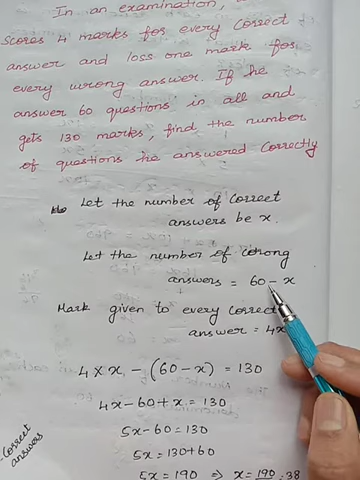 In an examination, a
Scores 4 marks for every correct
answer and loss one mark for
every wrong answer. If he
answer 60 questions in all and
gets 130 marks, find the number
of questions he answered correctly
Let the number of correct
answers be x.
Let the number of wrong
answers = 60 - x
Mark given to every correct
answer = 4x
4 × x - (60 - x) = 130
4x - 60 + x = 130
5x - 60 = 130
5x = 130 + 60
5x = 190 ⇒ x = 190 = 38
Correct
answers